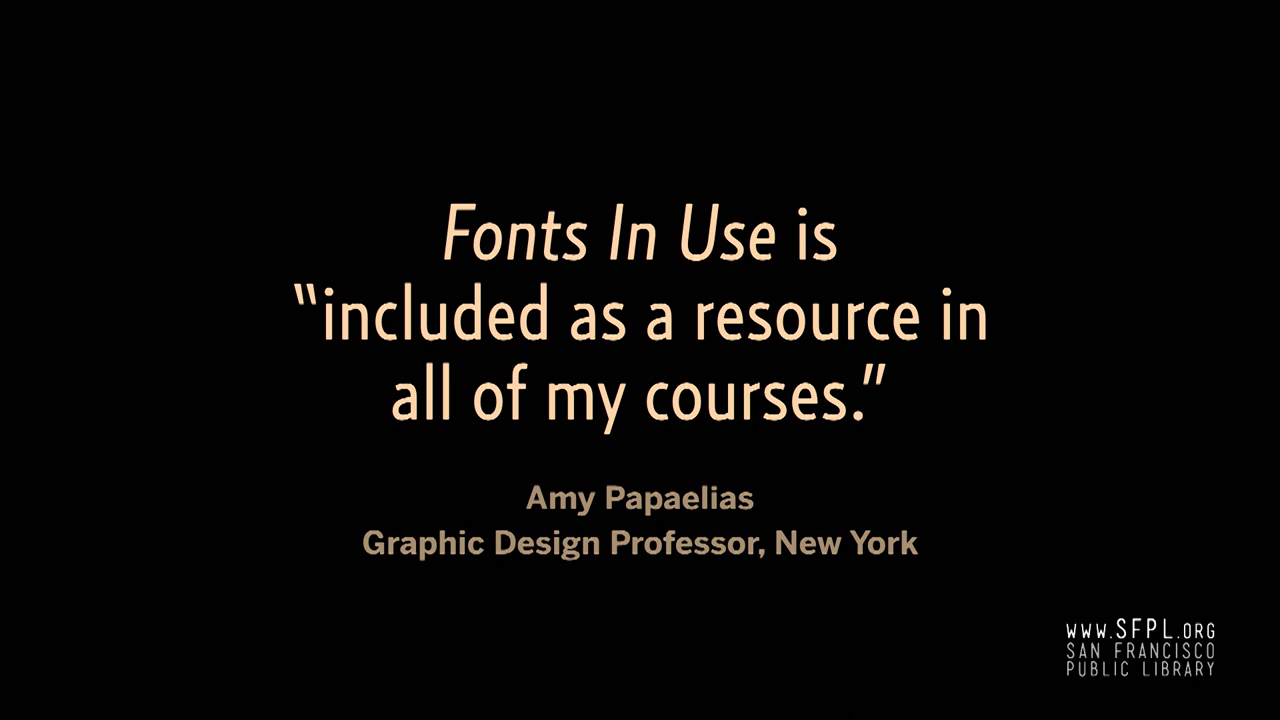 Fonts In Use is
“included as a resource in
all of my courses.”
Amy Papaelias
Graphic Design Professor, New York
WWW.SFPL.ORG
SAN FRANCISCO
PUBLIC LIBRARY